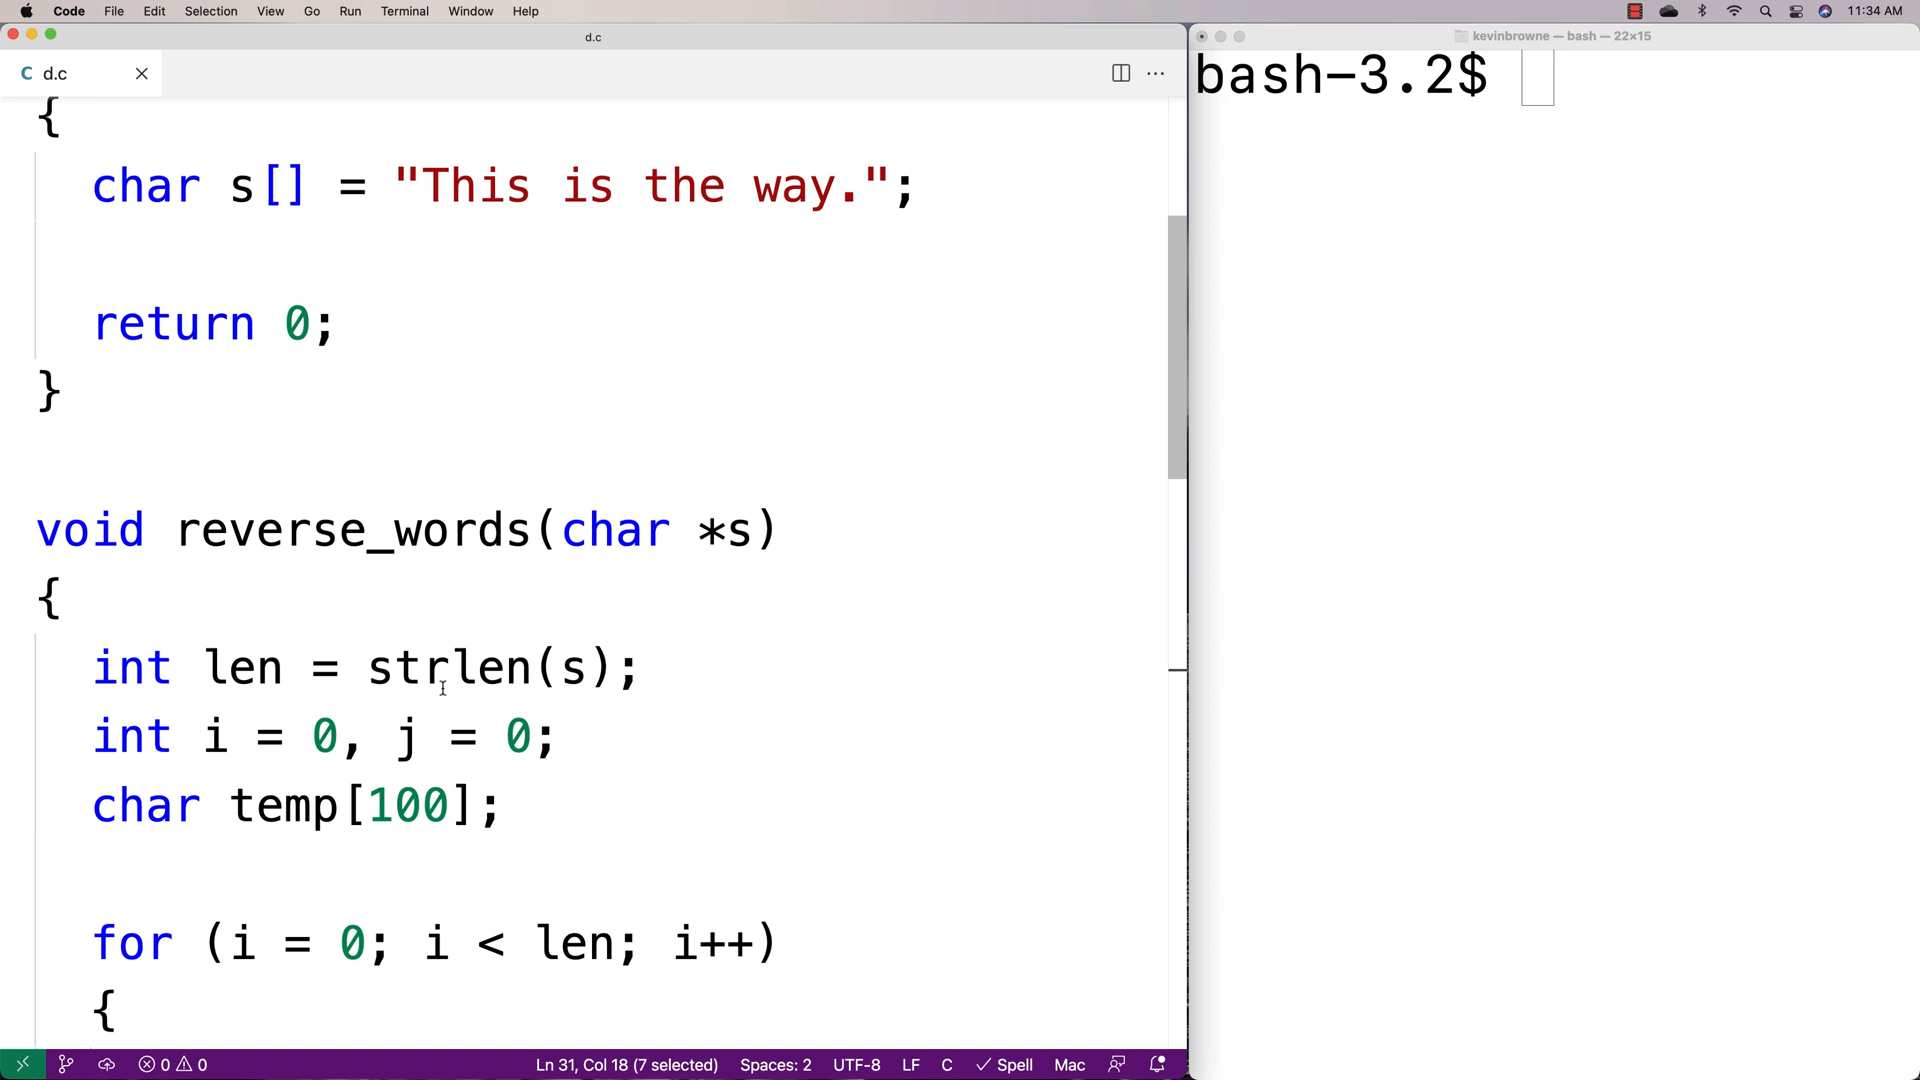 Code File Edit Selection View Go Run Terminal Window Help 11:34 AM
d.c
kevinbrowne — bash — 22×15
C d.c
bash-3.2$
{
char s[] = "This is the way.";
return 0;
}
void reverse_words(char *s)
{
int len = strlen(s);
int i = 0, j = 0;
char temp[100];
for (i = 0; i < len; i++)
{
0 0 Ln 31, Col 18 (7 selected) Spaces: 2 UTF-8 LF C Spell Mac